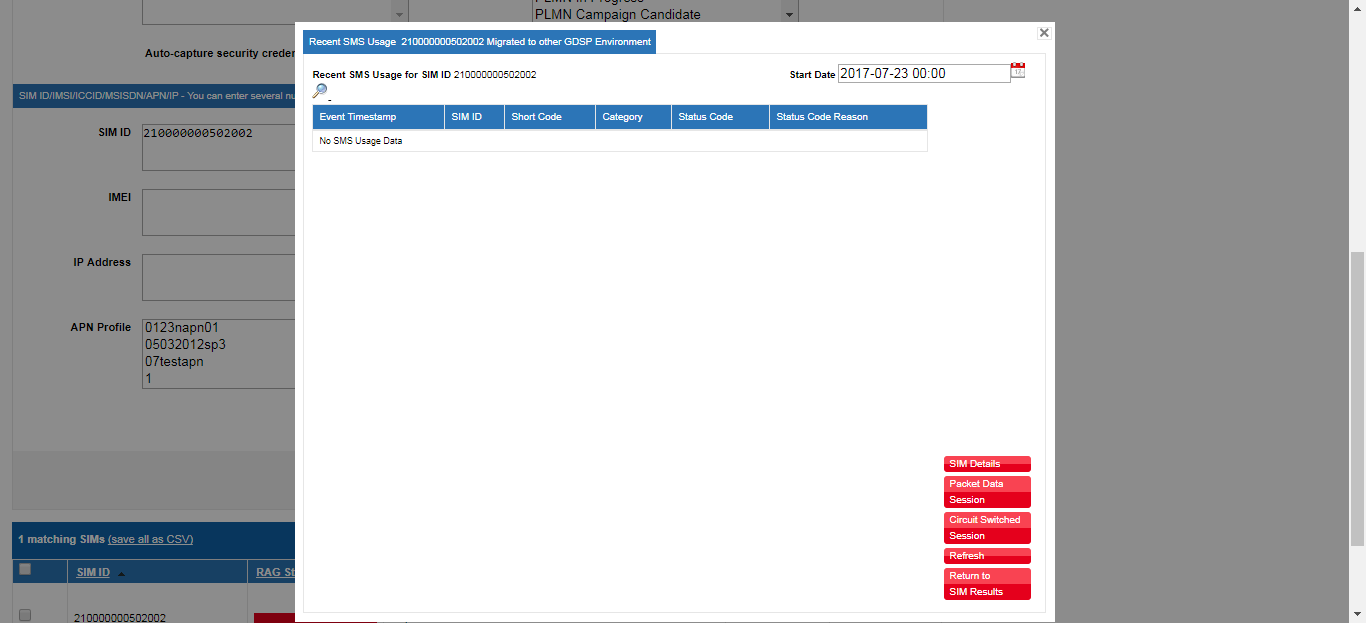 PLMN Campaign Candidate
Auto-capture security creder
SIM ID/IMSI/ICCID/MSISDN/APN/IP - You can enter several nu
SIM ID
210000000502002
IMEI
IP Address
APN Profile
0123napn01
05032012sp3
07testapn
1
1 matching SIMs (save all as CSV)
SIM ID
RAG St
210000000502002
Recent SMS Usage 210000000502002 Migrated to other GDSP Environment
Recent SMS Usage for SIM ID 210000000502002
Start Date 2017-07-23 00:00
Event Timestamp SIM ID Short Code Category Status Code Status Code Reason
No SMS Usage Data
SIM Details
Packet Data
Session
Circuit Switched
Session
Refresh
Return to
SIM Results